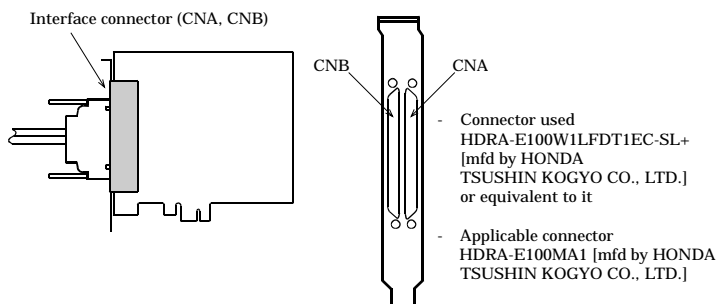 Interface connector (CNA, CNB)
CNB
CNA
- Connector used
HDRA-E100W1LFDT1EC-SL+
[mfd by HONDA
TSUSHIN KOGYO CO., LTD.]
or equivalent to it
- Applicable connector
HDRA-E100MA1 [mfd by HONDA
TSUSHIN KOGYO CO., LTD.]